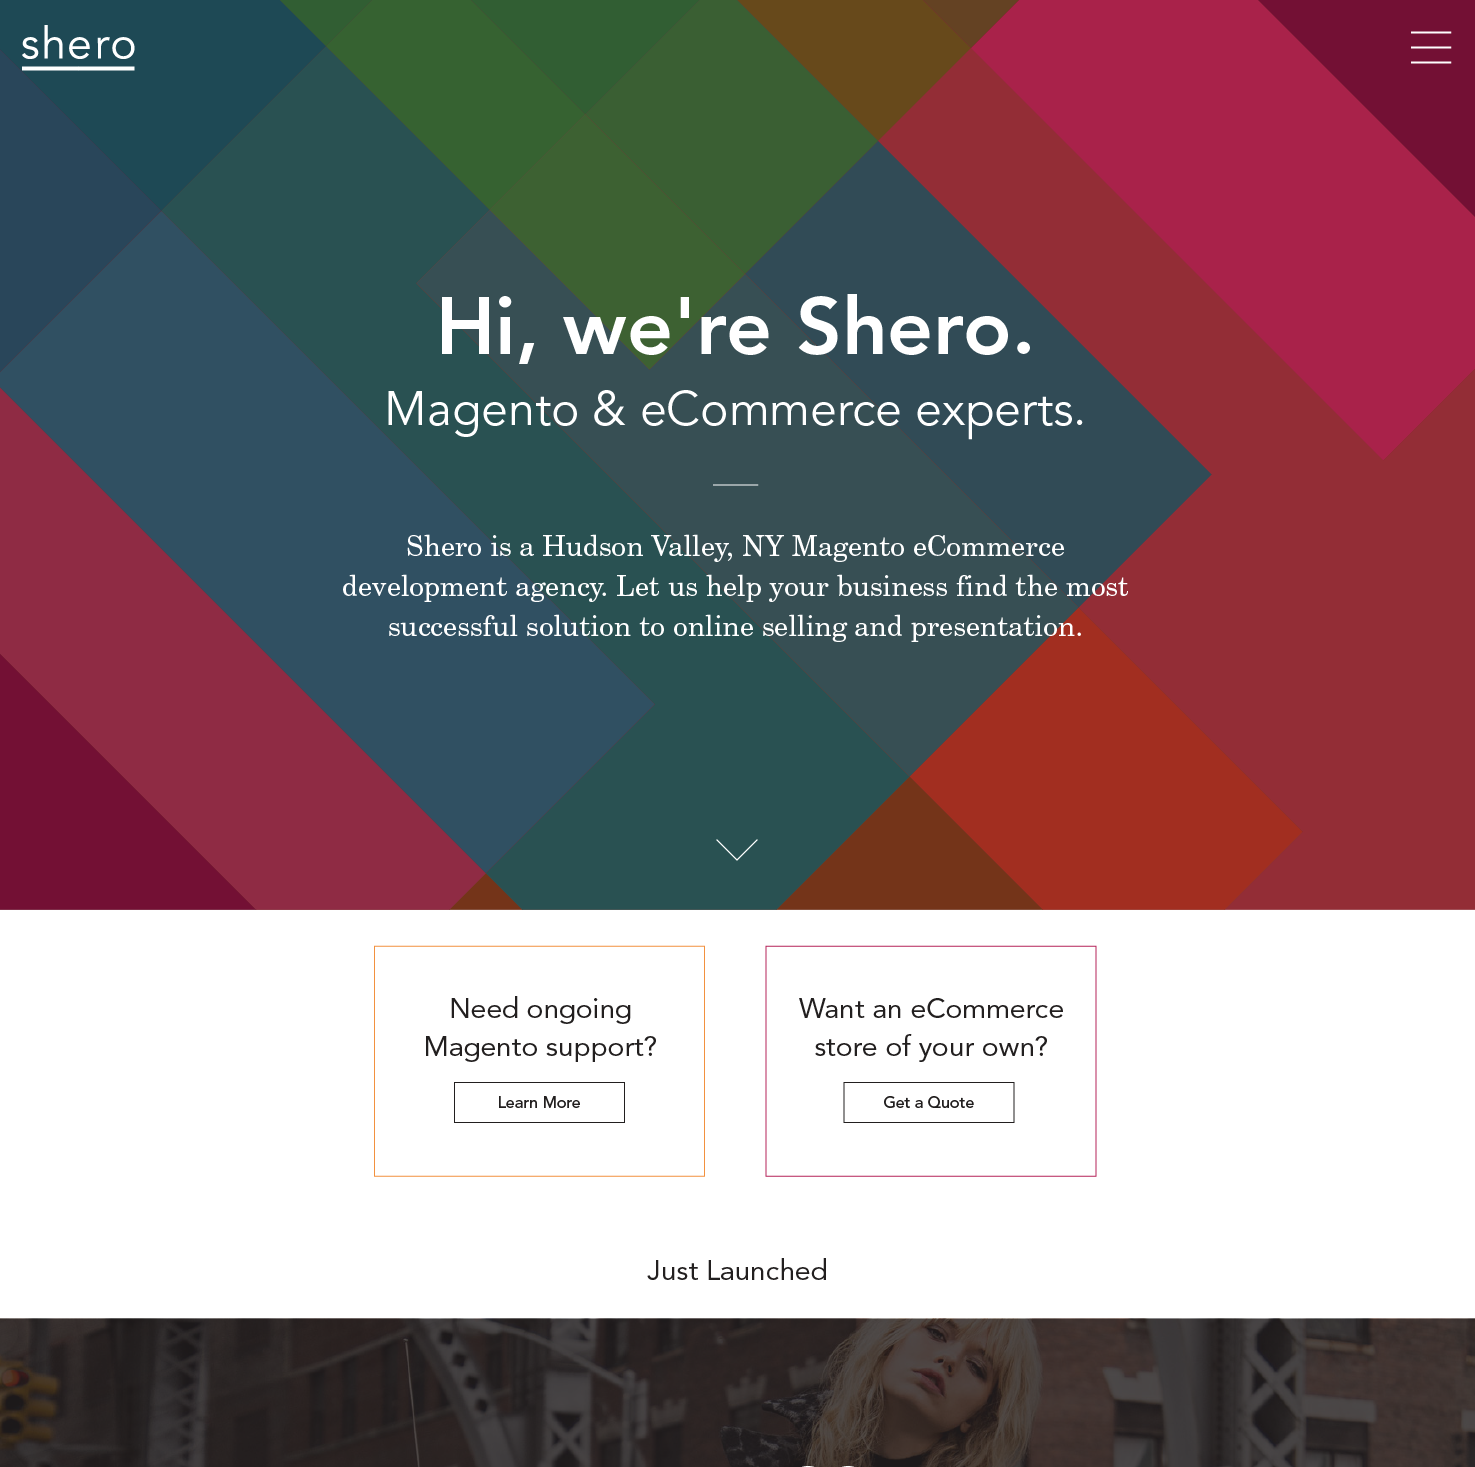 shero
Hi, we're Shero.
Magento & eCommerce experts.
Shero is a Hudson Valley, NY Magento eCommerce
development agency. Let us help your business find the most
successful solution to online selling and presentation.
Need ongoing
Magento support?
Learn More
Want an eCommerce
store of your own?
Get a Quote
Just Launched